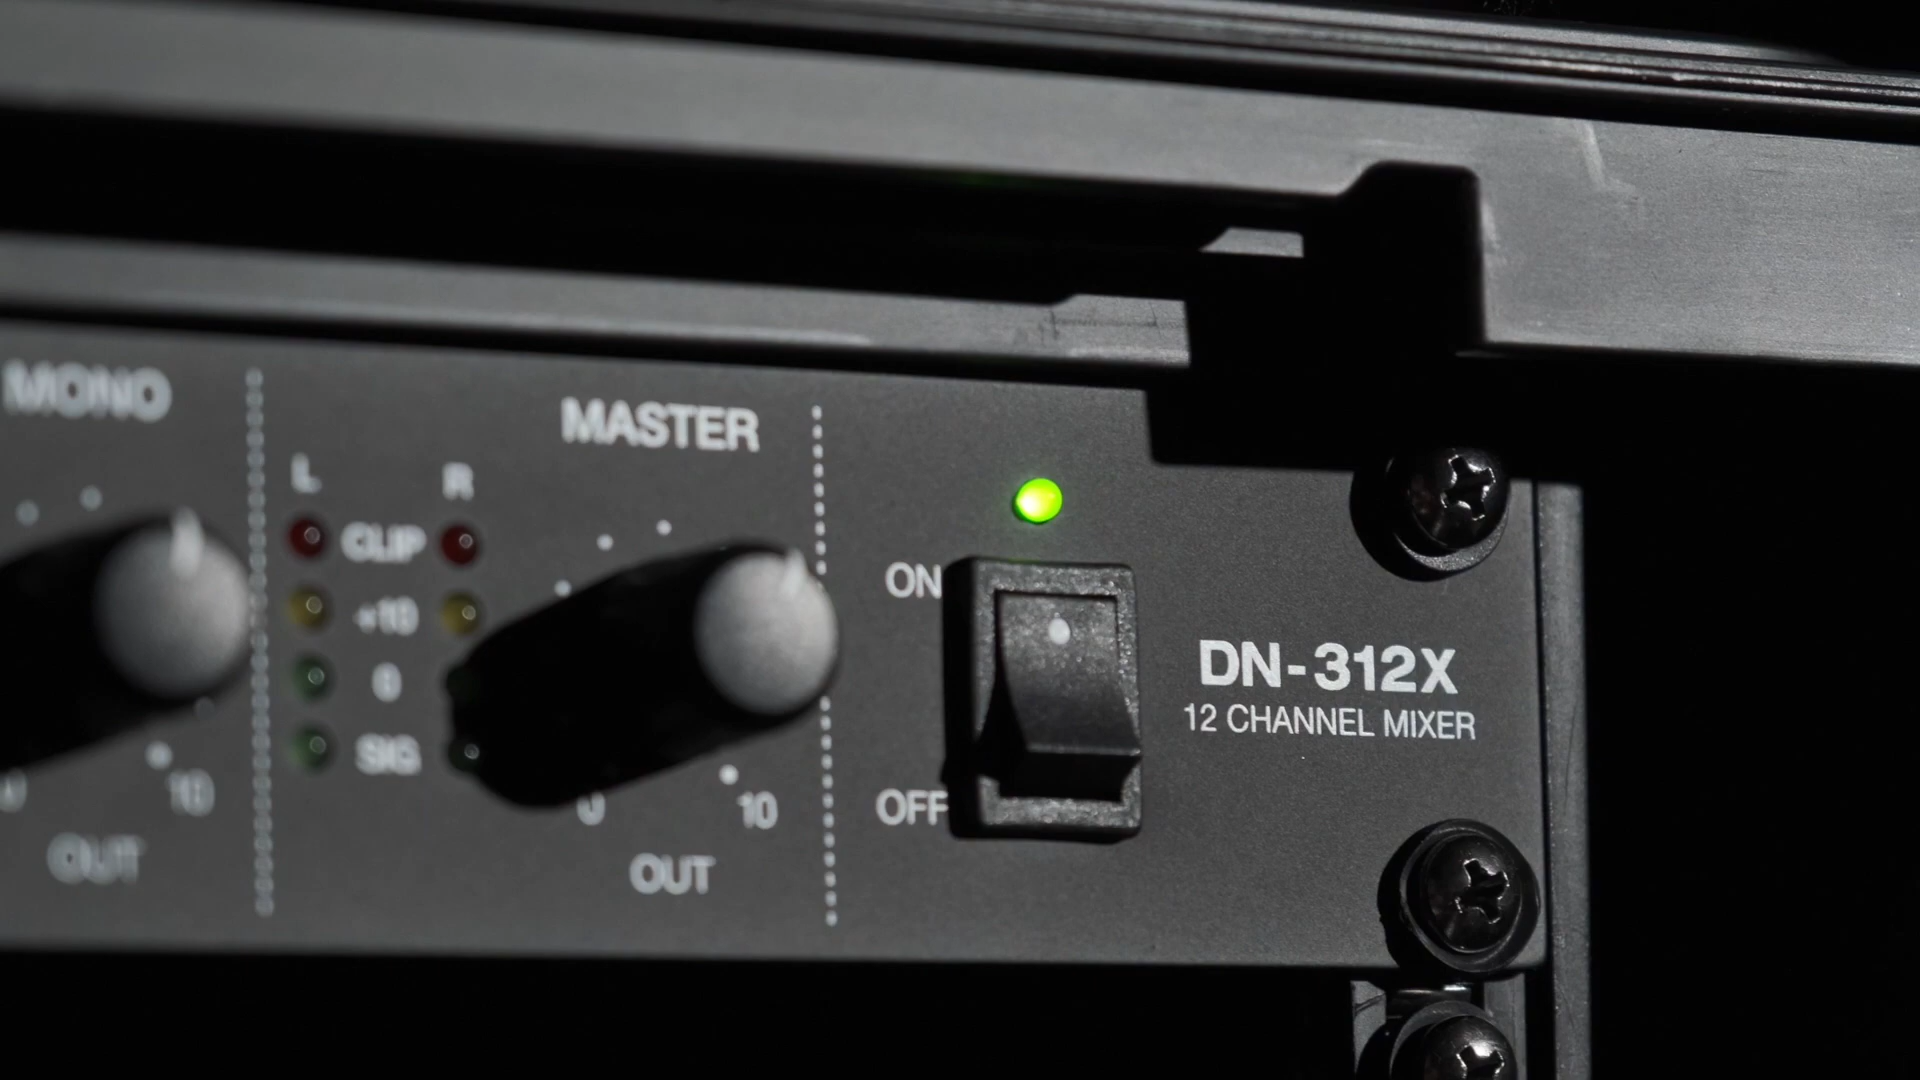 MONO
OUT
10
MASTER
L R
CLIP
+10
0
SIG
0 10
OUT
ON
OFF
DN-312X
12 CHANNEL MIXER